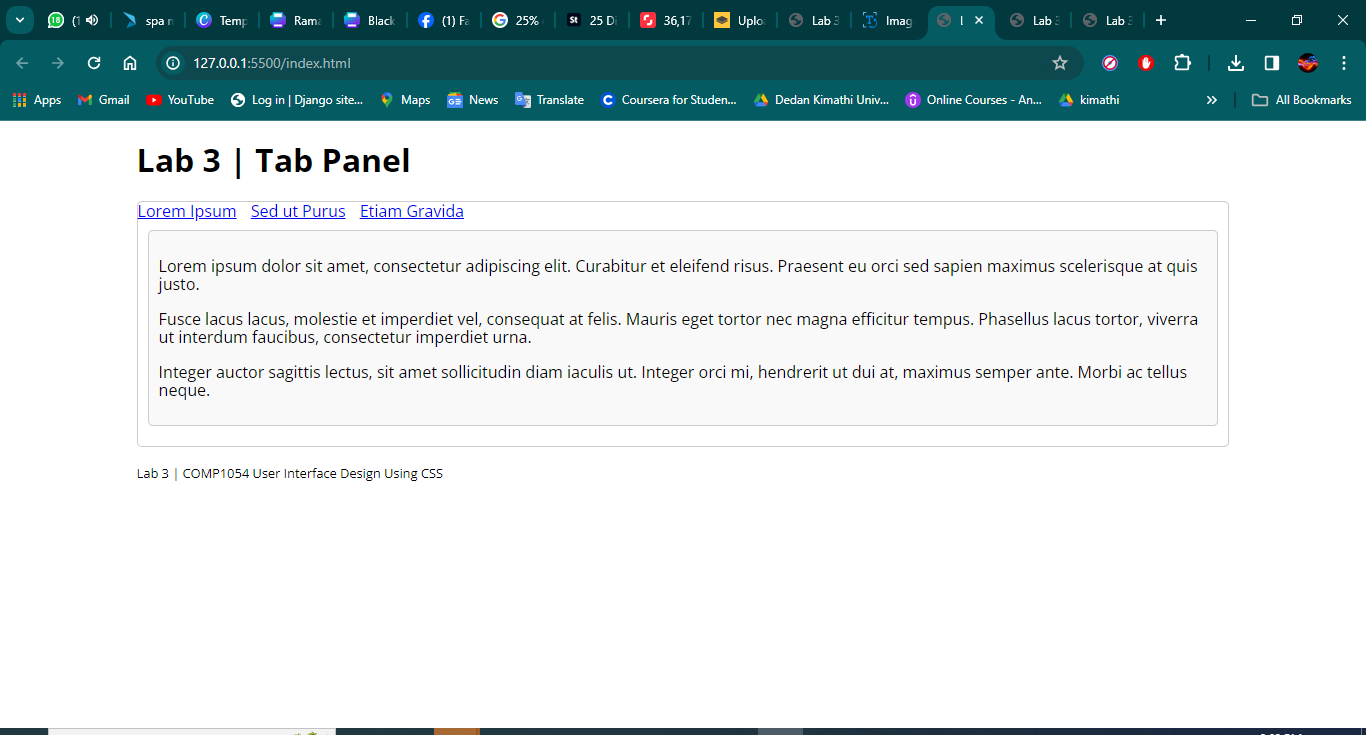 18 (1 spa n Temp Rama Black (1) Fa 25% St 25 Di 36,17 Uplo Lab 3 Imag l Lab 3 Lab 3
127.0.0.1:5500/index.html
Apps Gmail YouTube Log in | Django site... Maps News Translate Coursera for Studen... Dedan Kimathi Univ... Online Courses - An... kimathi » All Bookmarks
Lab 3 | Tab Panel
Lorem Ipsum Sed ut Purus Etiam Gravida
Lorem ipsum dolor sit amet, consectetur adipiscing elit. Curabitur et eleifend risus. Praesent eu orci sed sapien maximus scelerisque at quis
justo.
Fusce lacus lacus, molestie et imperdiet vel, consequat at felis. Mauris eget tortor nec magna efficitur tempus. Phasellus lacus tortor, viverra
ut interdum faucibus, consectetur imperdiet urna.
Integer auctor sagittis lectus, sit amet sollicitudin diam iaculis ut. Integer orci mi, hendrerit ut dui at, maximus semper ante. Morbi ac tellus
neque.
Lab 3 | COMP1054 User Interface Design Using CSS